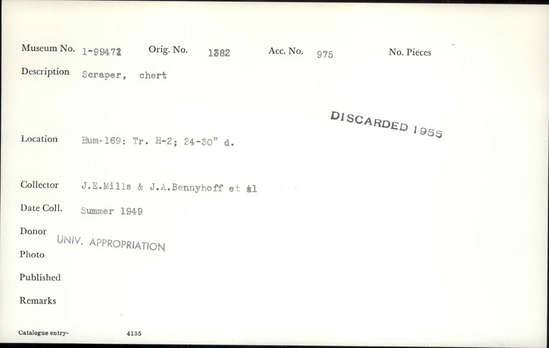 Museum No. 1-99472 Orig. No. 1382 Acc. No. 975 No. Pieces
Description Scraper, chert
DISCARDED 1955
Location Hum-169: Tr. H-2; 24-30" d.
Collector J.E.Mills & J.A.Bennyhoff et al
Date Coll. Summer 1949
Donor UNIV. APPROPRIATION
Photo
Published
Remarks
Catalogue entry- 4135